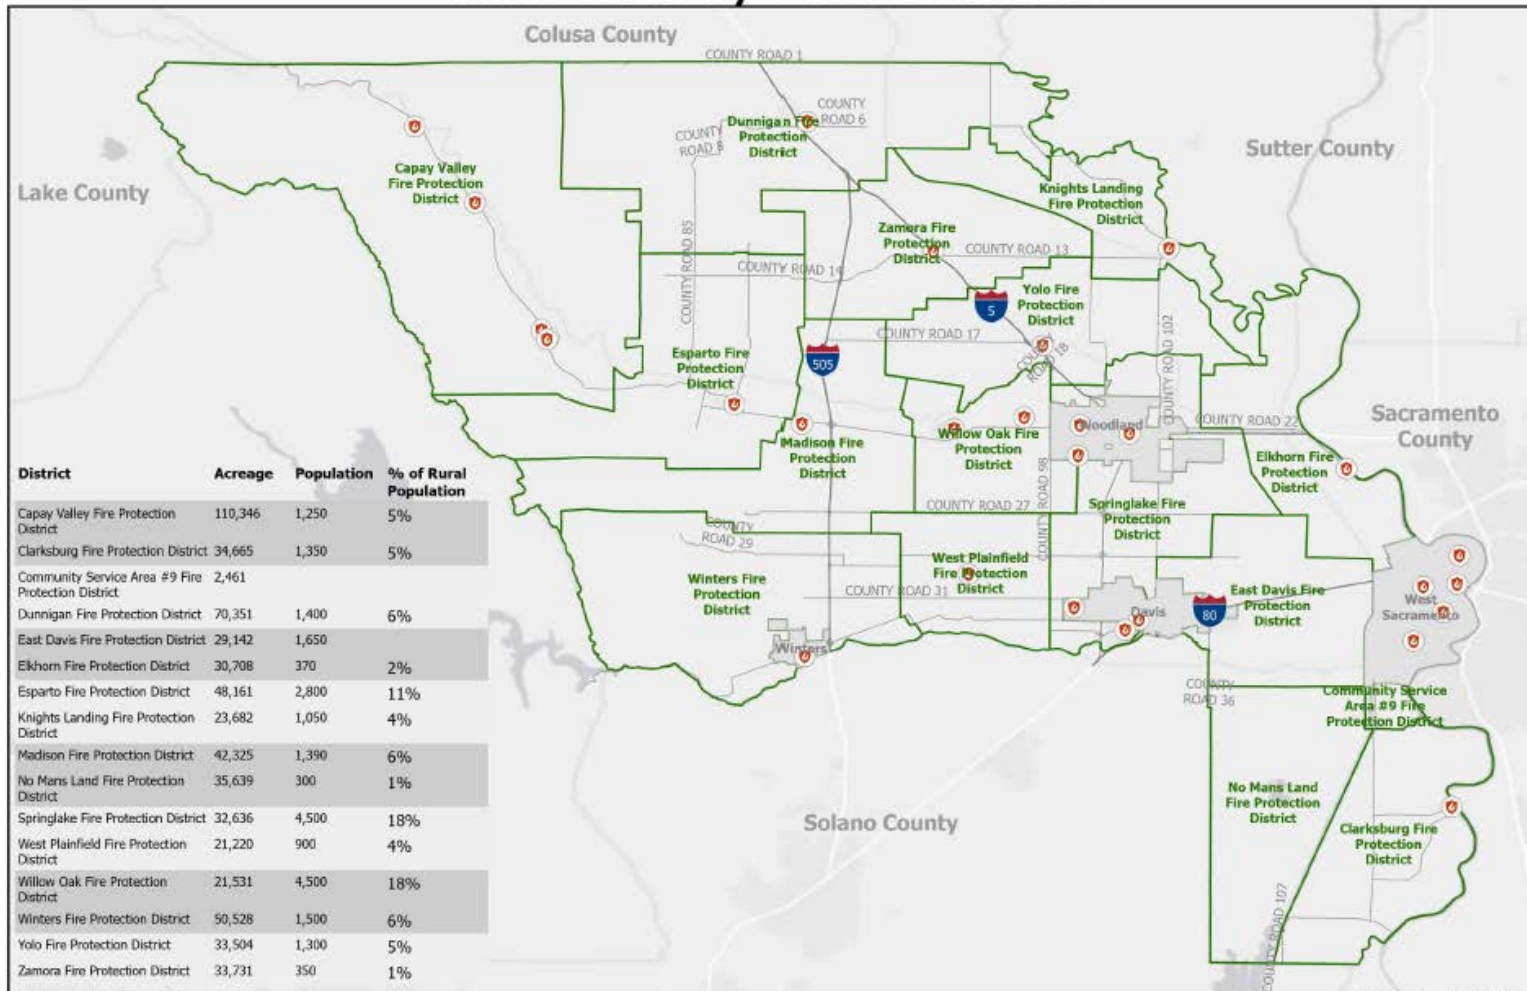 Colusa County
COUNTY ROAD 1
COUNTY
ROAD 6
Dunnigan Fire
Protection
District
COUNTY
ROAD 8
Sutter County
Capay Valley
Fire Protection
District
Lake County
Knights Landing
Fire Protection
District
Zamora Fire
Protection
District
COUNTY ROAD 13
COUNTY ROAD 85
COUNTY ROAD 14
Yolo Fire
Protection
District
5
COUNTY ROAD 17
COUNTY
ROAD 18
COUNTY ROAD 102
Esparto Fire
Protection
District
505
Sacramento
County
COUNTY ROAD 22
Woodland
Willow Oak Fire
Protection
District
Madison Fire
Protection
District
Elkhorn Fire
Protection
District
COUNTY ROAD 98
COUNTY ROAD 27
Springlake Fire
Protection
District
COUNTY
ROAD 29
West Plainfield
Fire Protection
District
Winters Fire
Protection
District
COUNTY ROAD 31
East Davis Fire
Protection
District
80
Davis
West
Sacramento
Winters
COUNTY
ROAD 36
Community Service
Area #9 Fire
Protection District
No Mans Land
Fire Protection
District
Solano County
Clarksburg Fire
Protection
District
COUNTY ROAD 107
District Acreage Population % of Rural
Population
Capay Valley Fire Protection 110,346 1,250 5%
District
Clarksburg Fire Protection District 34,665 1,350 5%
Community Service Area #9 Fire 2,461
Protection District
Dunnigan Fire Protection District 70,351 1,400 6%
East Davis Fire Protection District 29,142 1,650
Elkhorn Fire Protection District 30,708 370 2%
Esparto Fire Protection District 48,161 2,800 11%
Knights Landing Fire Protection 23,682 1,050 4%
District
Madison Fire Protection District 42,325 1,390 6%
No Mans Land Fire Protection 35,639 300 1%
District
Springlake Fire Protection District 32,636 4,500 18%
West Plainfield Fire Protection 21,220 900 4%
District
Willow Oak Fire Protection 21,531 4,500 18%
District
Winters Fire Protection District 50,528 1,500 6%
Yolo Fire Protection District 33,504 1,300 5%
Zamora Fire Protection District 33,731 350 1%